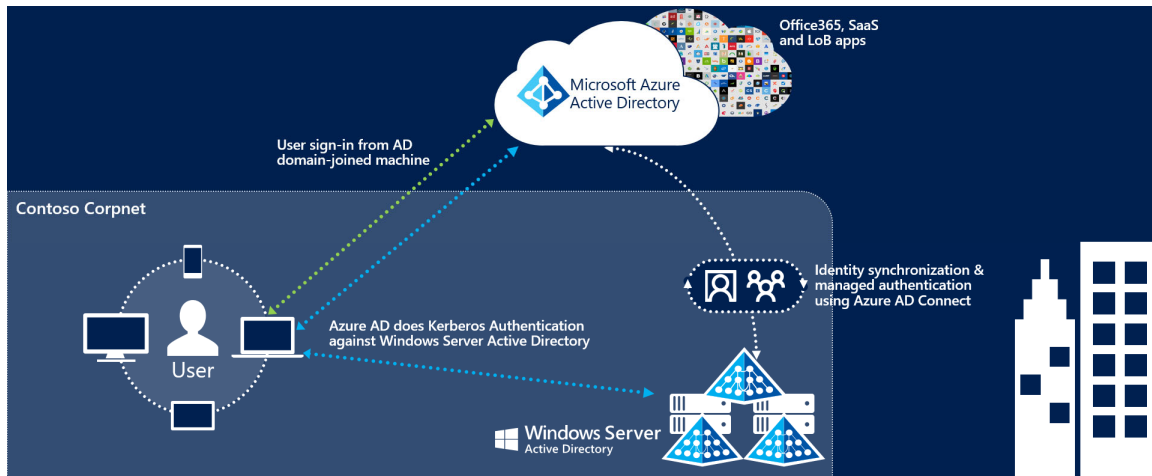 Office365, SaaS
and LoB apps
Microsoft Azure
Active Directory
User sign-in from AD
domain-joined machine
Contoso Corpnet
Identity synchronization &
managed authentication
using Azure AD Connect
Azure AD does Kerberos Authentication
against Windows Server Active Directory
User
Windows Server
Active Directory